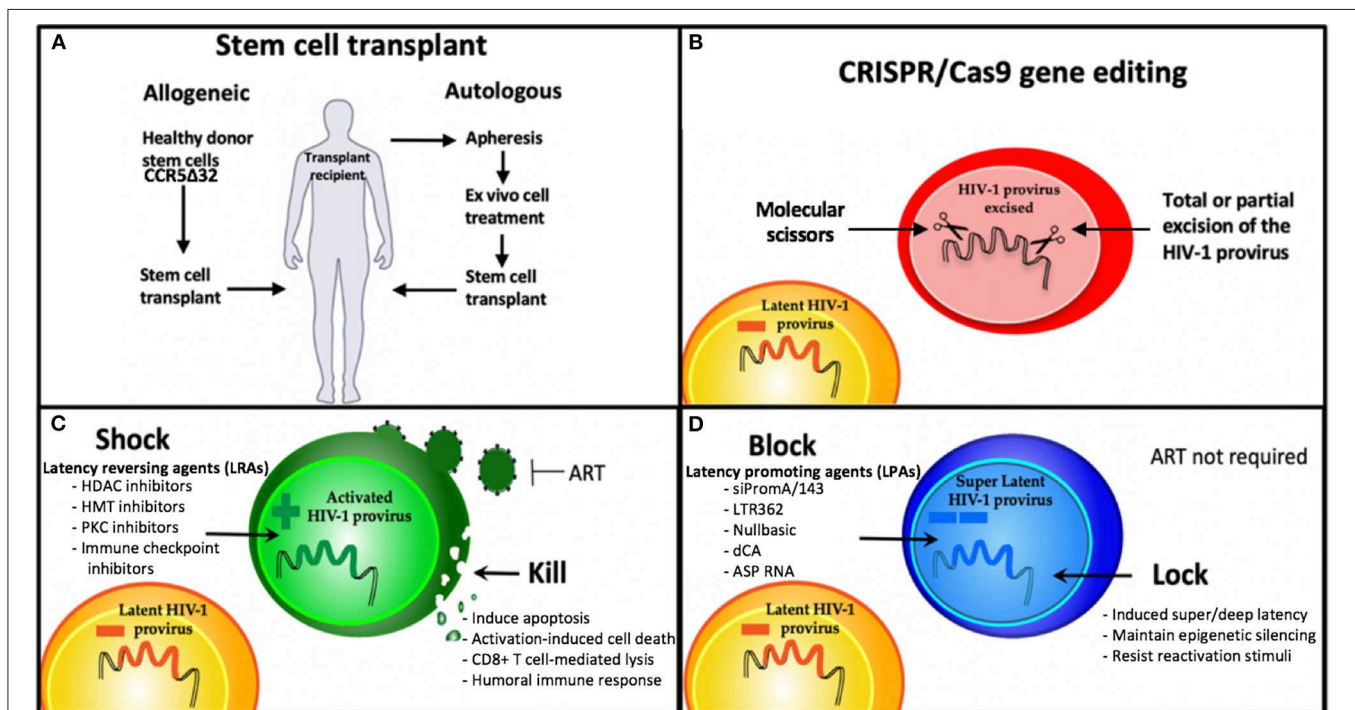 A
Stem cell transplant
Allogeneic
Healthy donor
stem cells
CCR5Δ32
Stem cell
transplant
Transplant
recipient
Autologous
Apheresis
Ex vivo cell
treatment
Stem cell
transplant
B
CRISPR/Cas9 gene editing
Molecular
scissors
HIV-1 provirus
excised
Total or partial
excision of the
HIV-1 provirus
Latent HIV-1
provirus
C
Shock
Latency reversing agents (LRAs)
- HDAC inhibitors
- HMT inhibitors
- PKC inhibitors
- Immune checkpoint
inhibitors
Activated
HIV-1 provirus
ART
Kill
- Induce apoptosis
- Activation-induced cell death
- CD8+ T cell-mediated lysis
- Humoral immune response
Latent HIV-1
provirus
D
Block
Latency promoting agents (LPAs)
- siPromA/143
- LTR362
- Nullbasic
- dCA
- ASP RNA
Super Latent
HIV-1 provirus
ART not required
Lock
- Induced super/deep latency
- Maintain epigenetic silencing
- Resist reactivation stimuli
Latent HIV-1
provirus